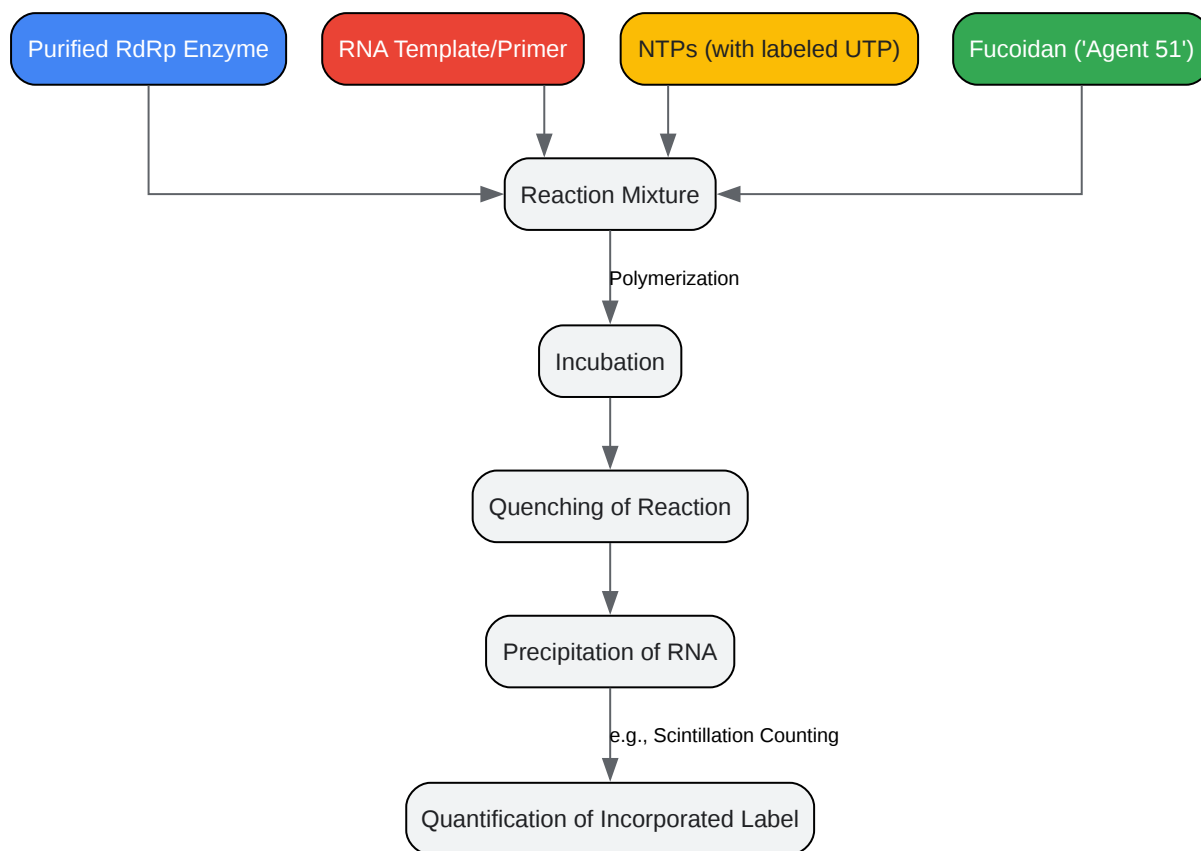 Purified RdRp Enzyme
RNA Template/Primer
NTPs (with labeled UTP)
Fucoidan ('Agent 51')
Reaction Mixture
Polymerization
Incubation
Quenching of Reaction
Precipitation of RNA
e.g., Scintillation Counting
Quantification of Incorporated Label